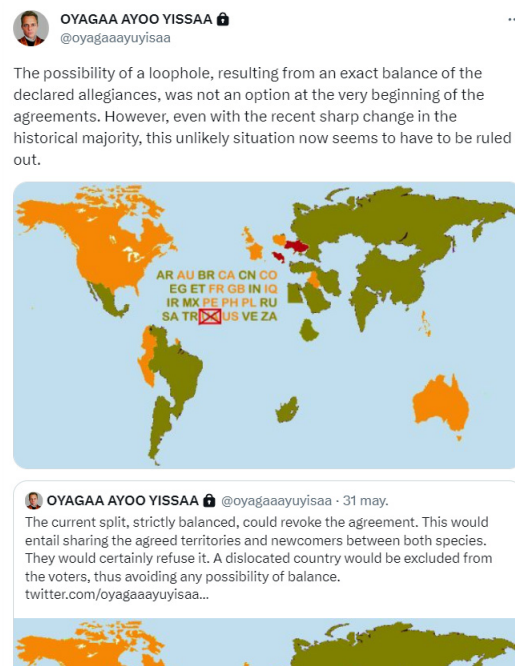 OYAGAA AYOO YISSAA
@oyagaaayuyisaa
The possibility of a loophole, resulting from an exact balance of the
declared allegiances, was not an option at the very beginning of the
agreements. However, even with the recent sharp change in the
historical majority, this unlikely situation now seems to have to be ruled
out.
AR AU BR CA CN CO
EG ET FR GB IN IQ
IR MX PE PH PL RU
SA TR US VE ZA
OYAGAA AYOO YISSAA @oyagaaayuyisaa · 31 may.
The current split, strictly balanced, could revoke the agreement. This would
entail sharing the agreed territories and newcomers between both species.
They would certainly refuse it. A dislocated country would be excluded from
the voters, thus avoiding any possibility of balance.
twitter.com/oyagaaayuyisaa...